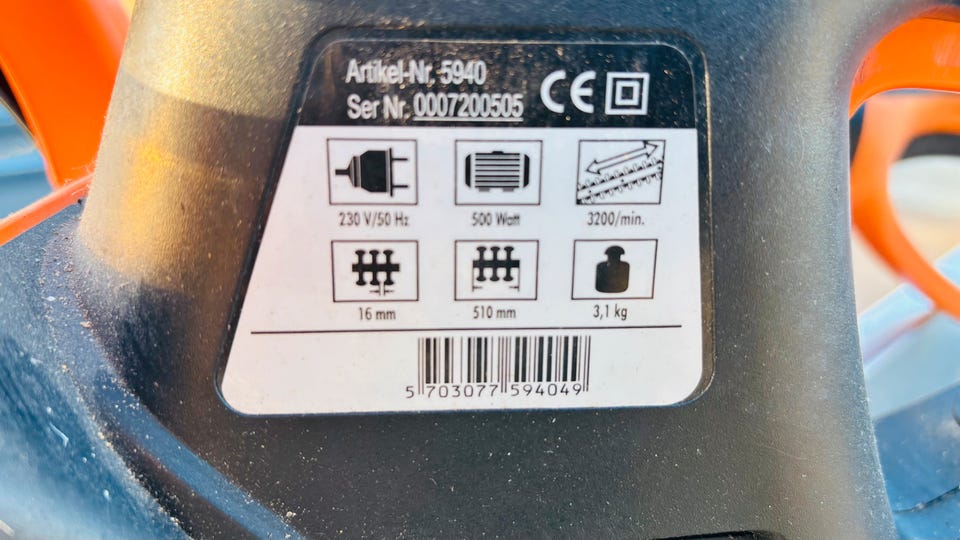 Artikel-Nr. 5940
Ser Nr. 0007200505
CE
230 V/50 Hz
500 Watt
3200/min.
16 mm
510 mm
3,1 kg
5 703077 594049